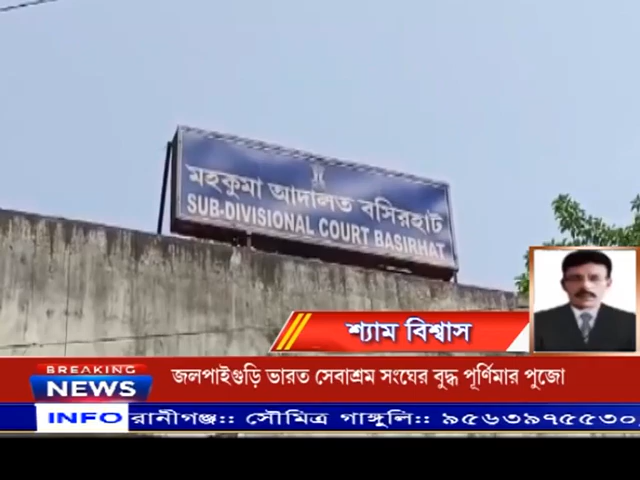 মহকুমা আদালত বসিরহাট
SUB-DIVISIONAL COURT BASIRHAT
শ্যাম বিশ্বাস
BREAKING
NEWS
জলপাইগুড়ি ভারত সেবাশ্রম সংঘের বুদ্ধ পূর্ণিমার পুজো
INFO
রানীগঞ্জ:: সৌমিত্র গাঙ্গুলি:: ৯৫৬৩৯৭৫৫৩০,